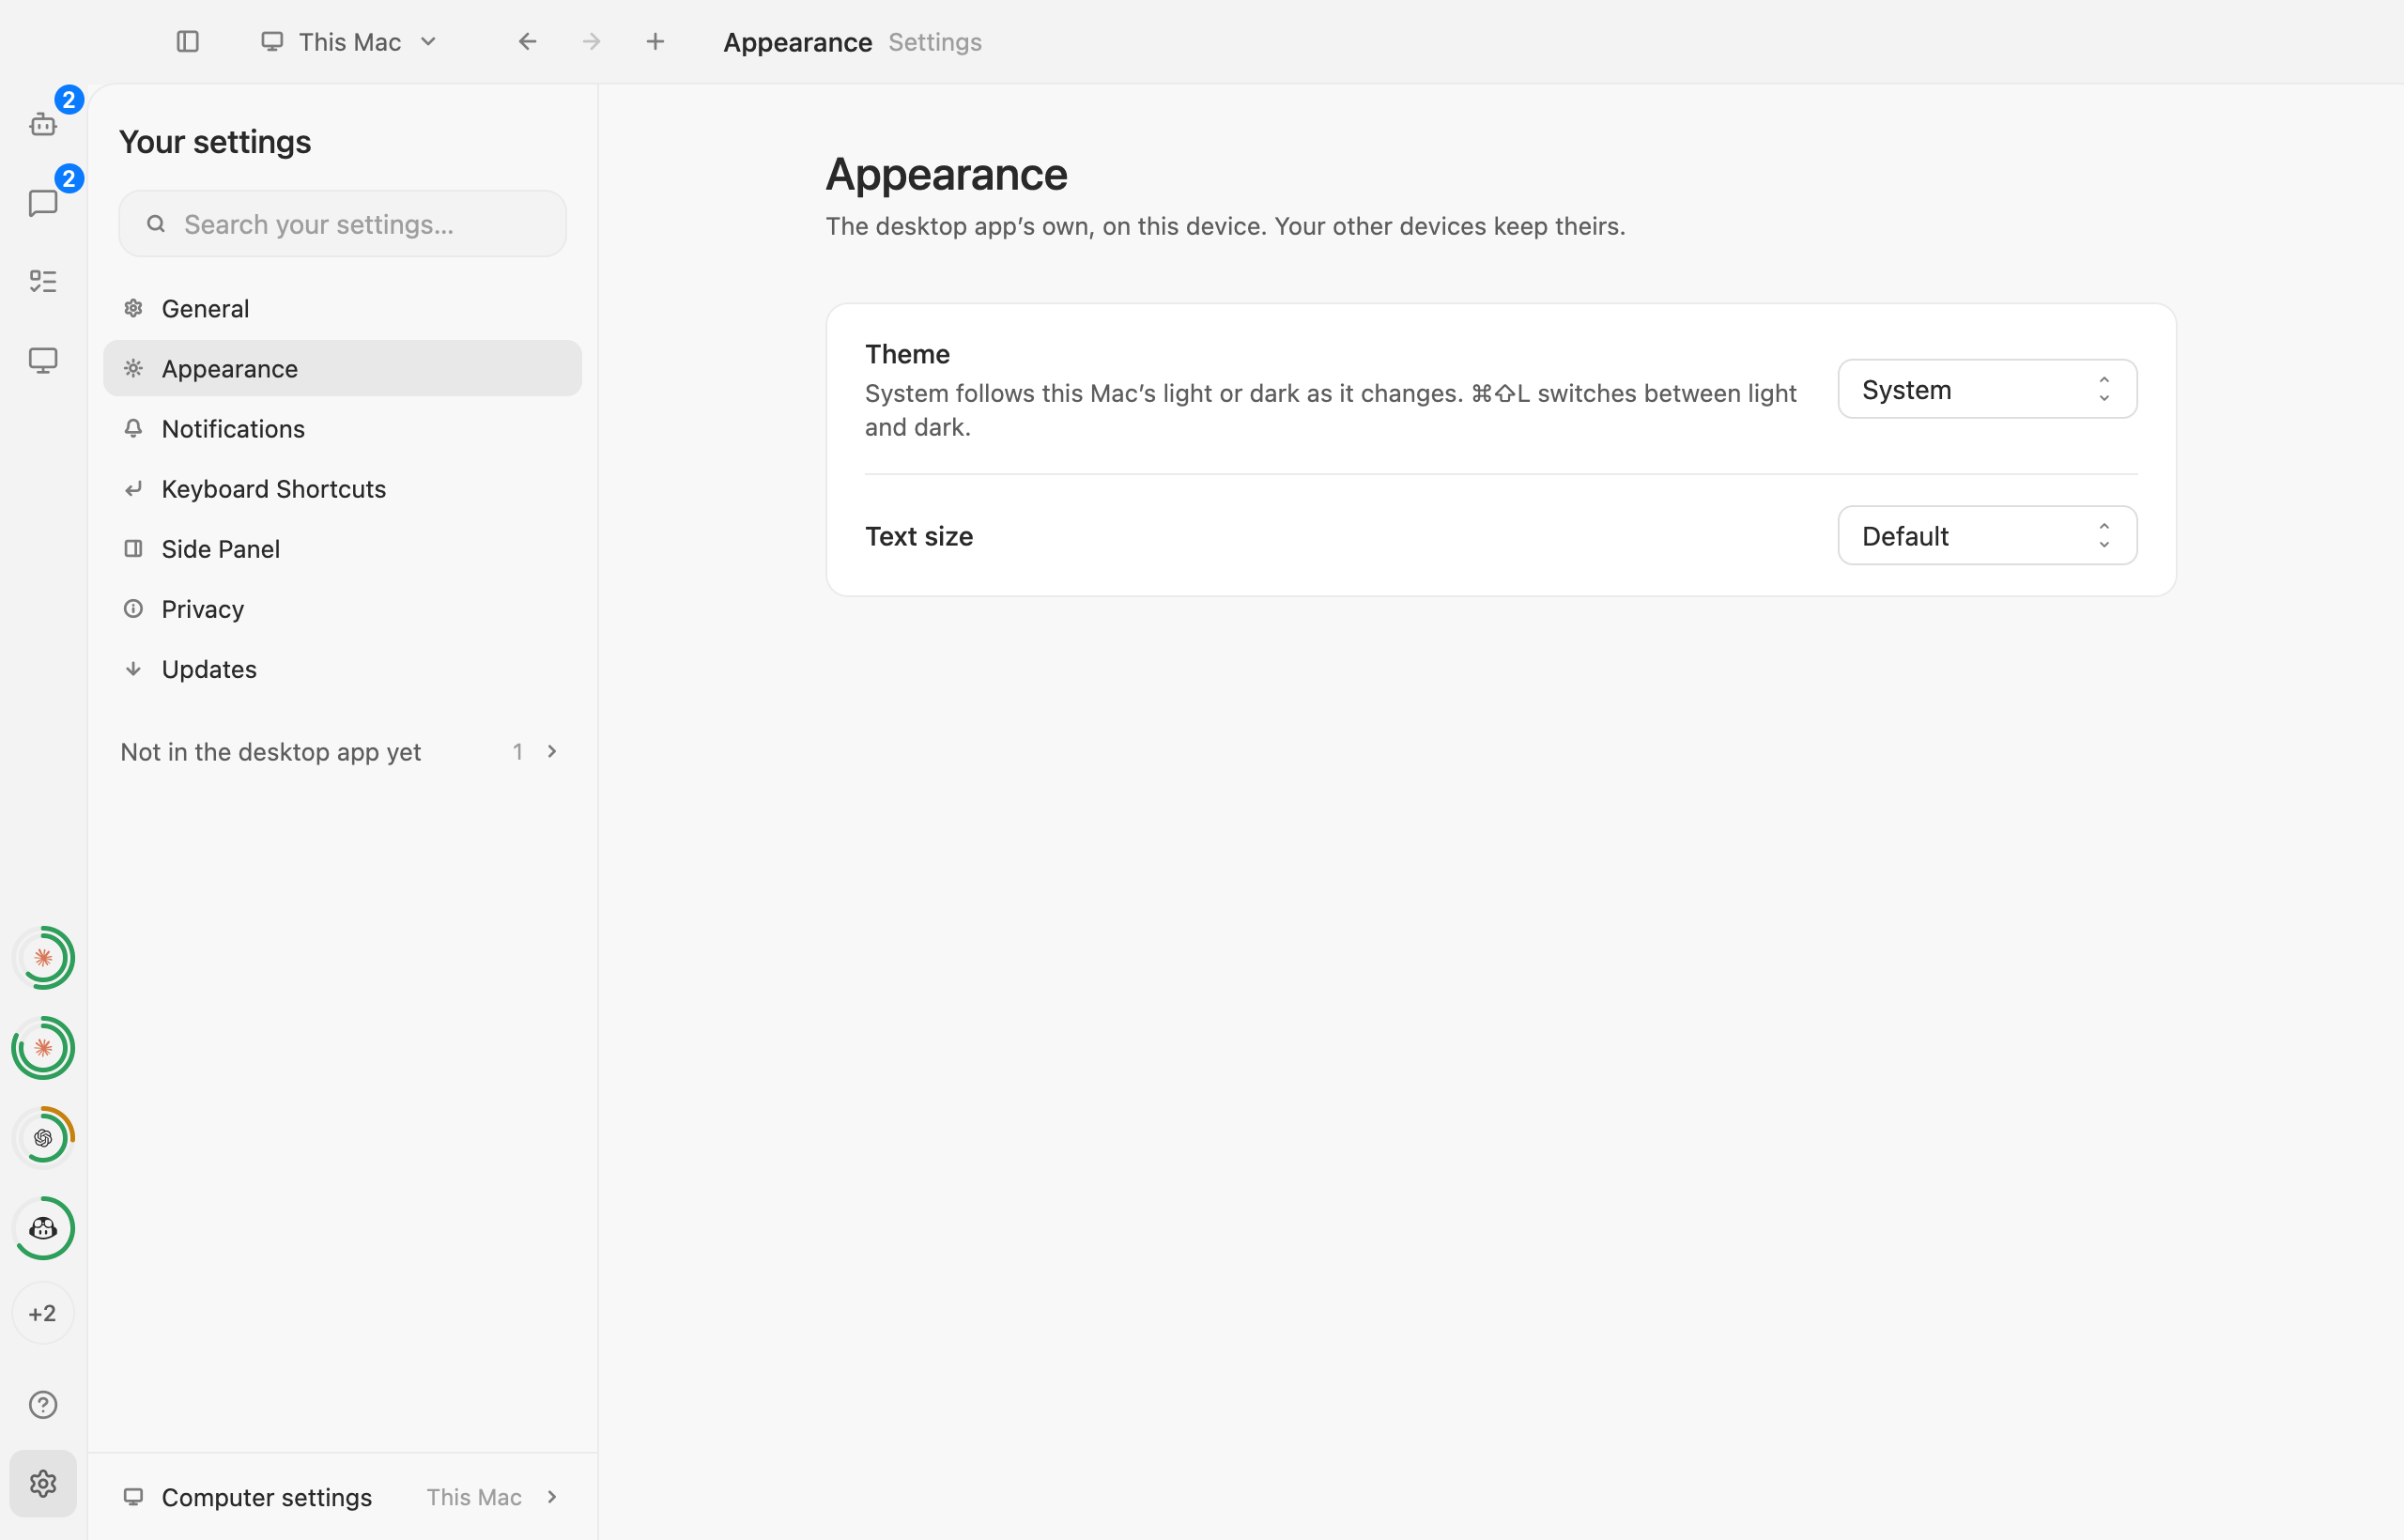 This Mac
Appearance Settings
2
2
Your settings
Search your settings...
General
Appearance
Notifications
Keyboard Shortcuts
Side Panel
Privacy
Updates
Not in the desktop app yet 1
+2
Computer settings This Mac
Appearance
The desktop app’s own, on this device. Your other devices keep theirs.
Theme
System follows this Mac’s light or dark as it changes. ⌘⇧L switches between light
and dark.
System
Text size
Default